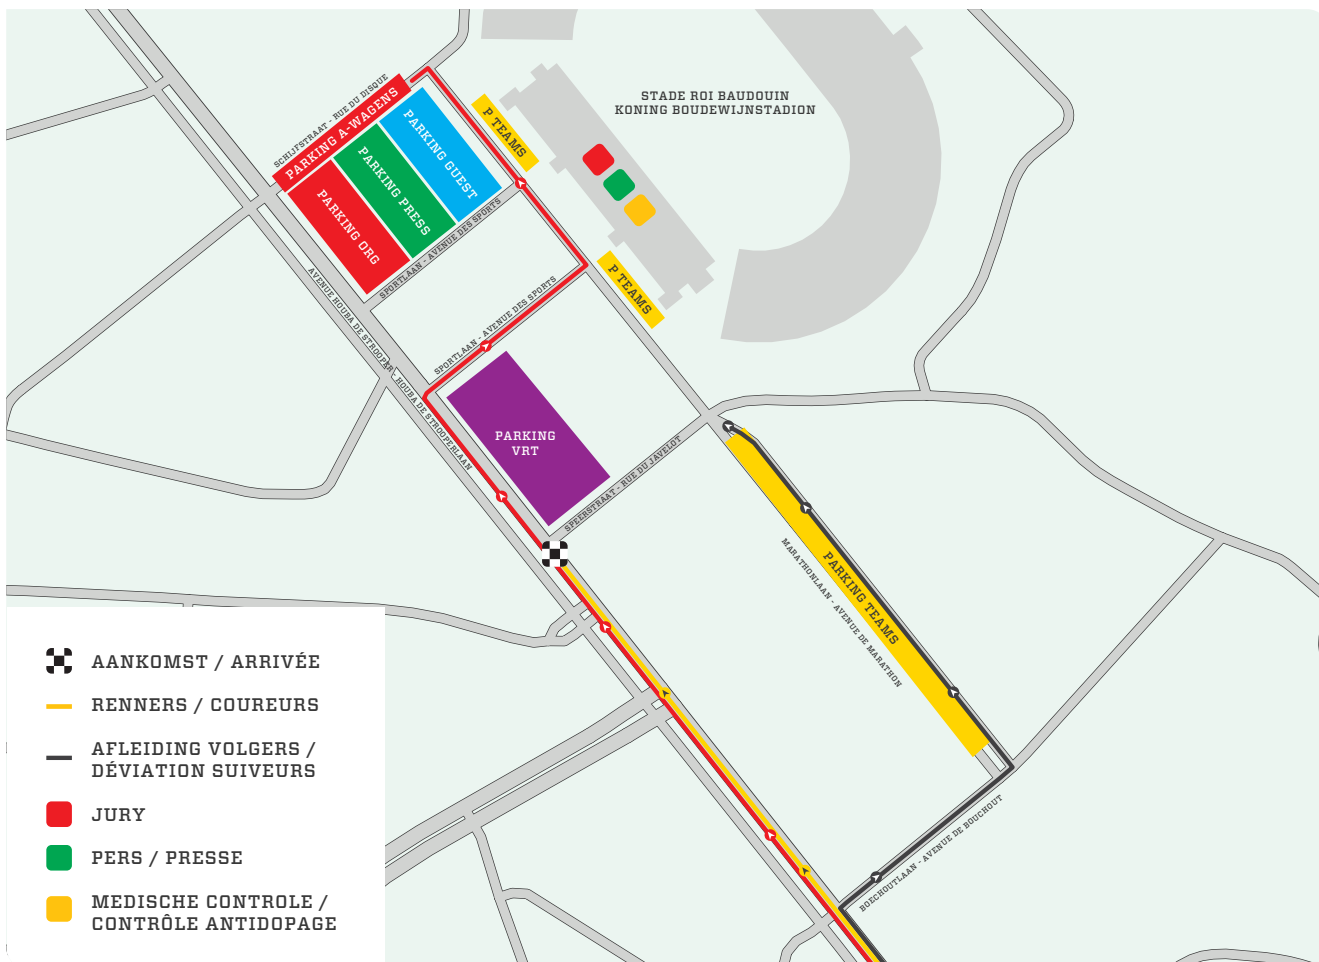 STADE ROI BAUDOUIN
KONING BOUDEWIJNSTADION
SCHIJFSTRAAT - RUE DU DISQUE
PARKING A-WAGENS
PARKING GUEST
PARKING PRESS
PARKING ORG
P TEAMS
P TEAMS
SPORTLAAN - AVENUE DES SPORTS
SPORTLAAN - AVENUE DES SPORTS
AVENUE HOUBA DE STROOPER - HOUBA DE STROOPERLAAN
PARKING
VRT
SPEERSTRAAT - RUE DU JAVELOT
PARKING TEAMS
MARATHONLAAN - AVENUE DE MARATHON
BOECHOUTLAAN - AVENUE DE BOUCHOUT
AANKOMST / ARRIVÉE
RENNERS / COUREURS
AFLEIDING VOLGERS /
DÉVIATION SUIVEURS
JURY
PERS / PRESSE
MEDISCHE CONTROLE /
CONTRÔLE ANTIDOPAGE